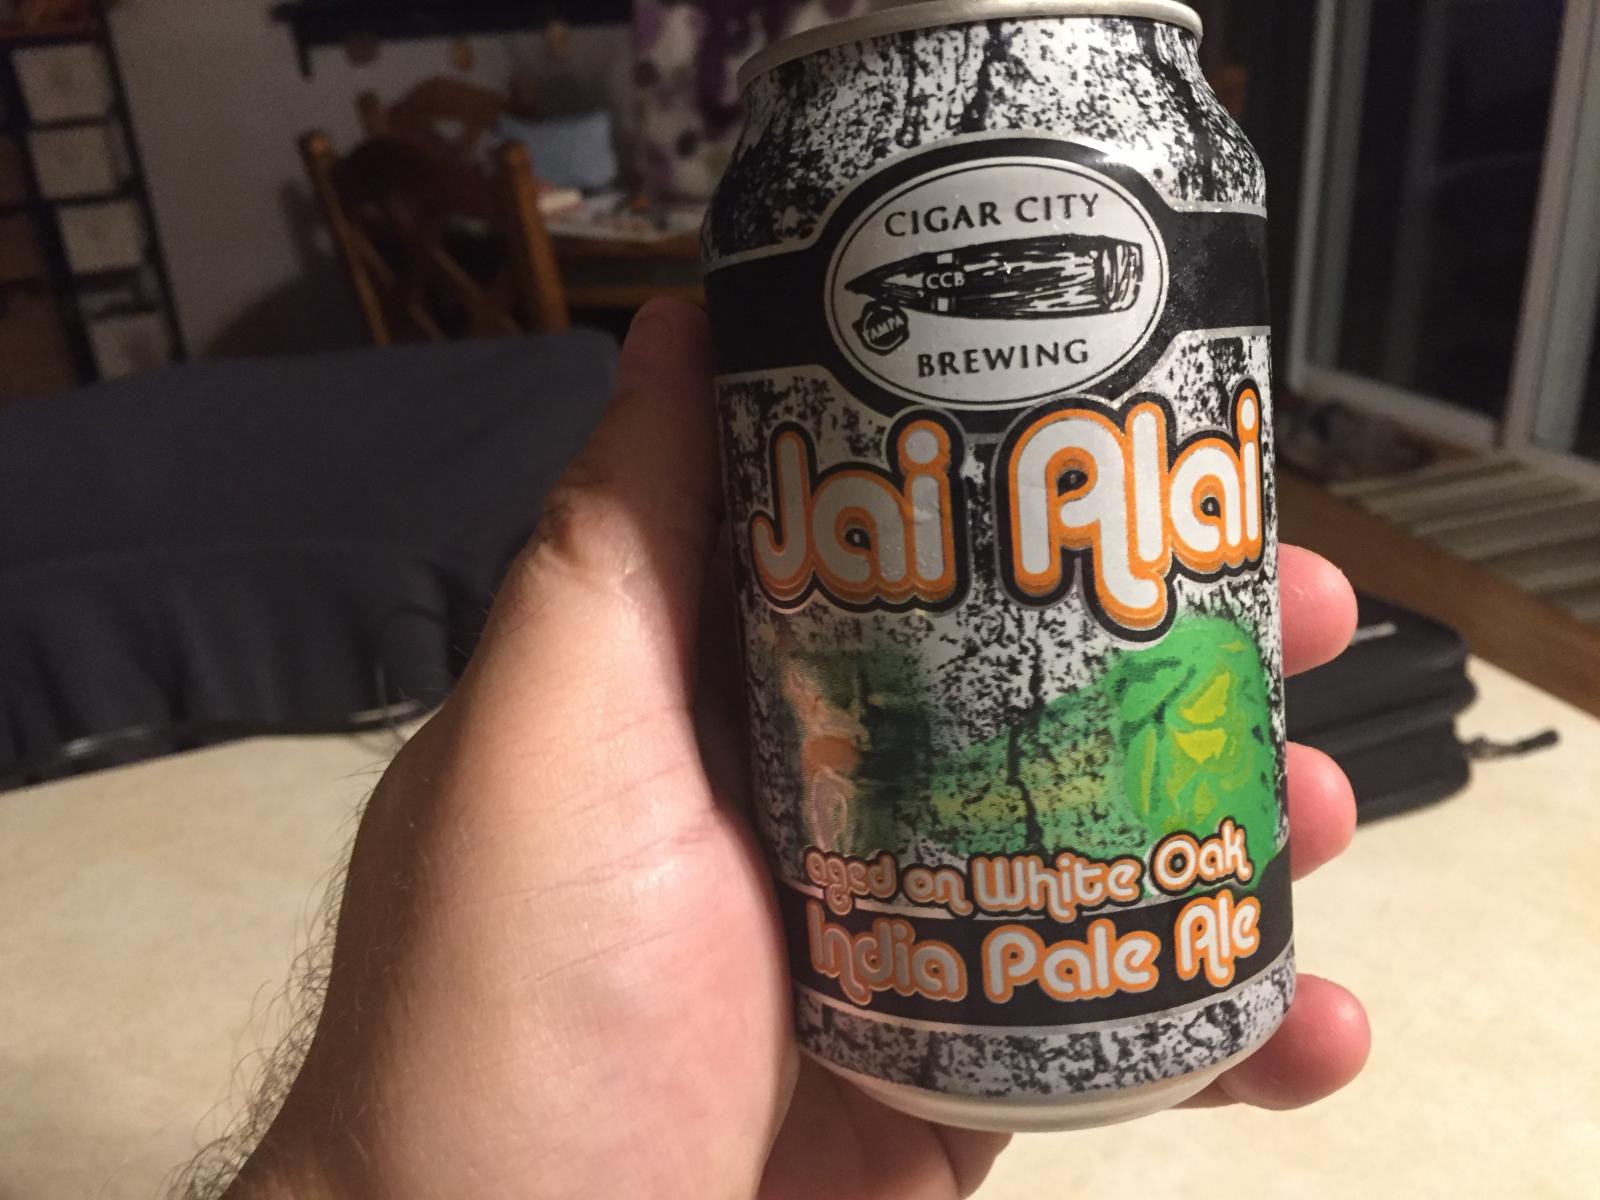 CIGAR CITY
CCB
TAMPA
BREWING
Jai Alai
aged on White Oak
India Pale Ale